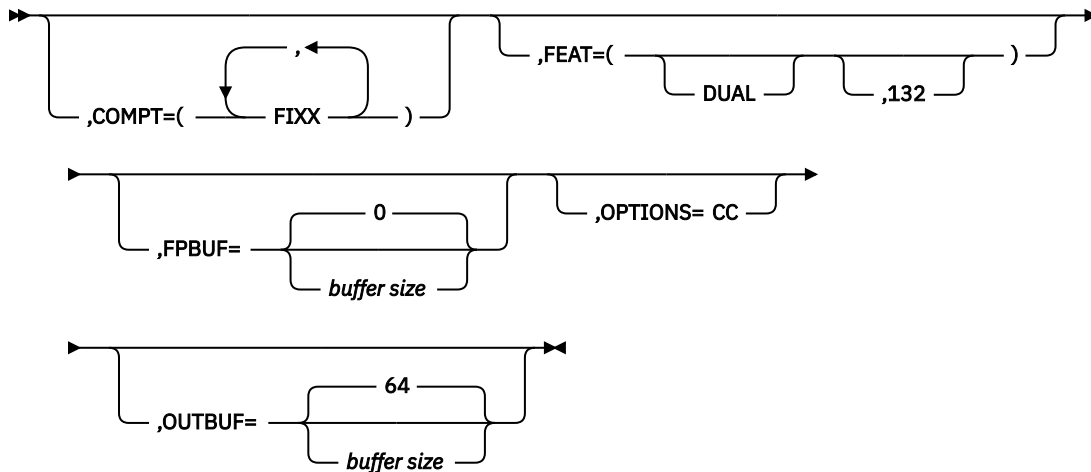 ,
,COMPT=( FIXX )
,FEAT=( DUAL ,132 )
0
,FPBUF= buffer size
,OPTIONS= CC
64
,OUTBUF= buffer size